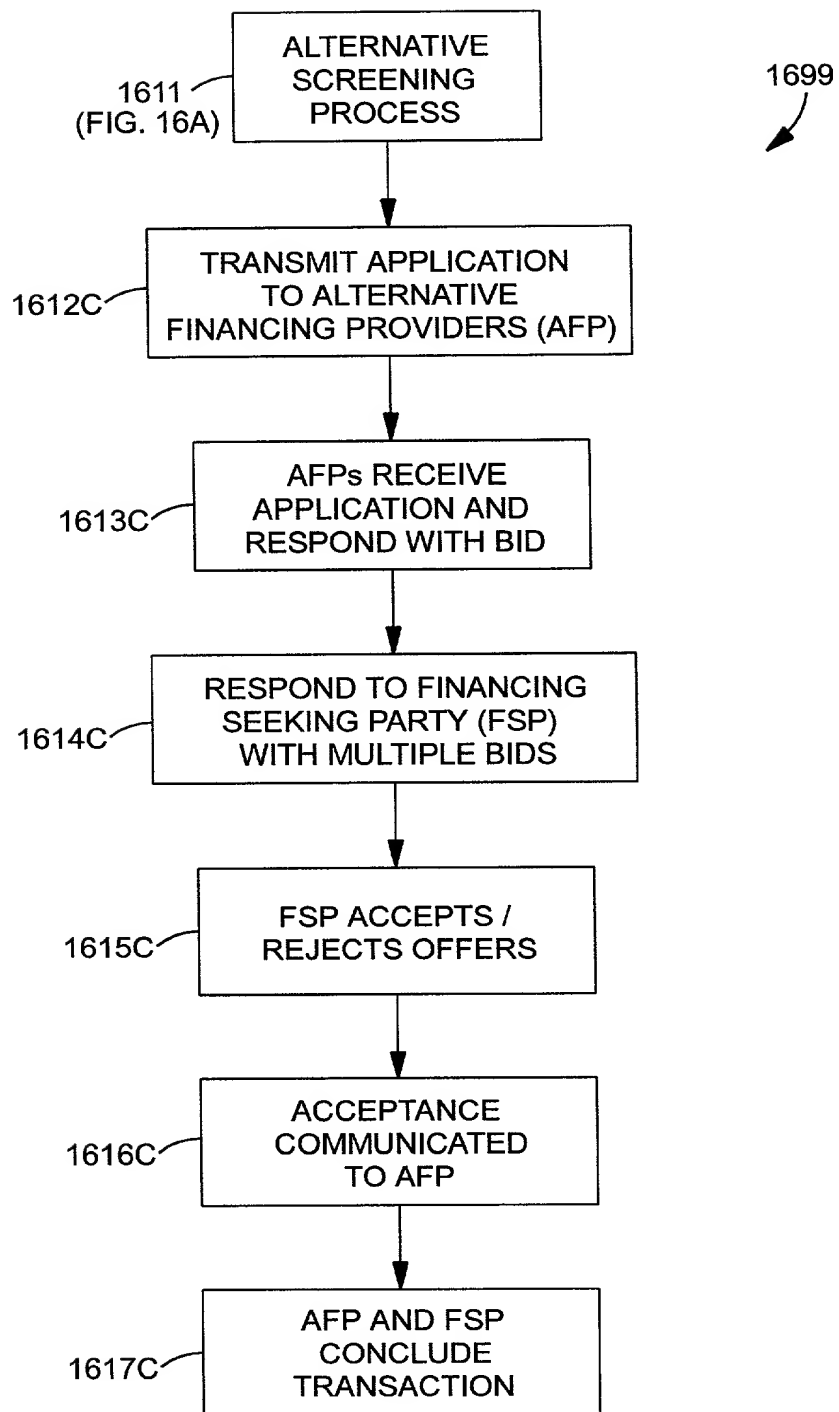 ALTERNATIVE
SCREENING
PROCESS
1611
(FIG. 16A)
1699
TRANSMIT APPLICATION
TO ALTERNATIVE
FINANCING PROVIDERS (AFP)
1612C
AFPs RECEIVE
APPLICATION AND
RESPOND WITH BID
1613C
RESPOND TO FINANCING
SEEKING PARTY (FSP)
WITH MULTIPLE BIDS
1614C
FSP ACCEPTS /
REJECTS OFFERS
1615C
ACCEPTANCE
COMMUNICATED
TO AFP
1616C
AFP AND FSP
CONCLUDE
TRANSACTION
1617C